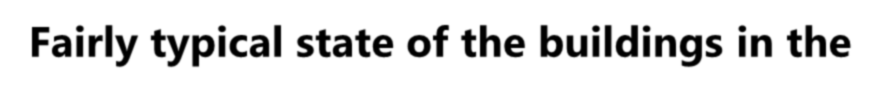 Fairly typical state of the buildings in the